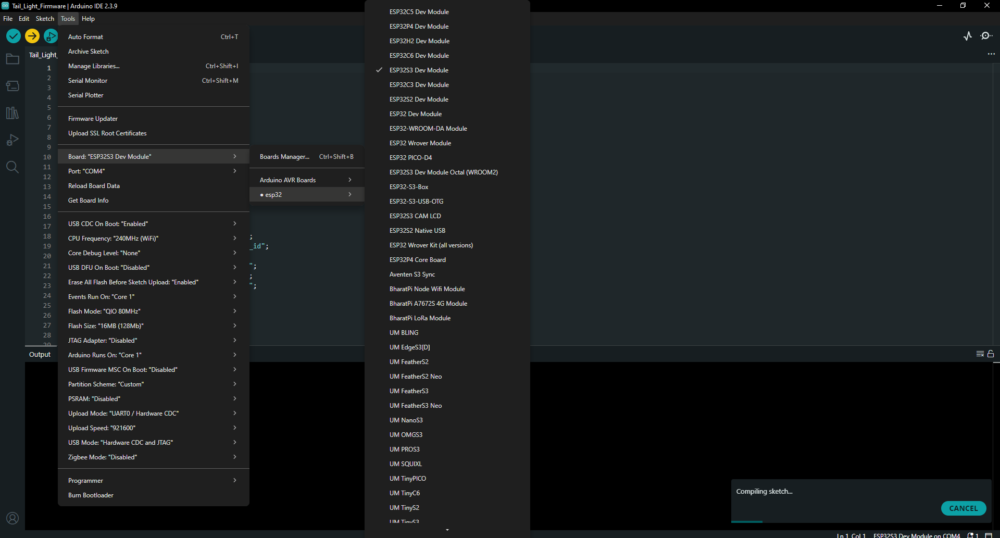 Tail_Light_Firmware | Arduino IDE 2.3.9
File Edit Sketch Tools Help
Tail_Light_
1
2
3
4
5
6
7
8
9
10
11
12
13
14
15
16
17
18 ;
19 _id";
20
21 ";
22 ;
23 ";
24
25
26
27
28
29
Auto Format Ctrl+T
Archive Sketch
Manage Libraries... Ctrl+Shift+I
Serial Monitor Ctrl+Shift+M
Serial Plotter
Firmware Updater
Upload SSL Root Certificates
Board: "ESP32S3 Dev Module"
Port: "COM4"
Reload Board Data
Get Board Info
USB CDC On Boot: "Enabled"
CPU Frequency: "240MHz (WiFi)"
Core Debug Level: "None"
USB DFU On Boot: "Disabled"
Erase All Flash Before Sketch Upload: "Enabled"
Events Run On: "Core 1"
Flash Mode: "QIO 80MHz"
Flash Size: "16MB (128Mb)"
JTAG Adapter: "Disabled"
Arduino Runs On: "Core 1"
USB Firmware MSC On Boot: "Disabled"
Partition Scheme: "Custom"
PSRAM: "Disabled"
Upload Mode: "UART0 / Hardware CDC"
Upload Speed: "921600"
USB Mode: "Hardware CDC and JTAG"
Zigbee Mode: "Disabled"
Programmer
Burn Bootloader
Boards Manager... Ctrl+Shift+B
Arduino AVR Boards
● esp32
ESP32C5 Dev Module
ESP32P4 Dev Module
ESP32H2 Dev Module
ESP32C6 Dev Module
ESP32S3 Dev Module
ESP32C3 Dev Module
ESP32S2 Dev Module
ESP32 Dev Module
ESP32-WROOM-DA Module
ESP32 Wrover Module
ESP32 PICO-D4
ESP32S3 Dev Module Octal (WROOM2)
ESP32-S3-Box
ESP32-S3-USB-OTG
ESP32S3 CAM LCD
ESP32S2 Native USB
ESP32 Wrover Kit (all versions)
ESP32P4 Core Board
Aventen S3 Sync
BharatPi Node Wifi Module
BharatPi A7672S 4G Module
BharatPi LoRa Module
UM BLING
UM EdgeS3[D]
UM FeatherS2
UM FeatherS2 Neo
UM FeatherS3
UM FeatherS3 Neo
UM NanoS3
UM OMGS3
UM PROS3
UM SQUIXL
UM TinyPICO
UM TinyC6
UM TinyS2
UM TinyS3
Output
Compiling sketch...
CANCEL
Ln 1, Col 1 ESP32S3 Dev Module on COM4 1